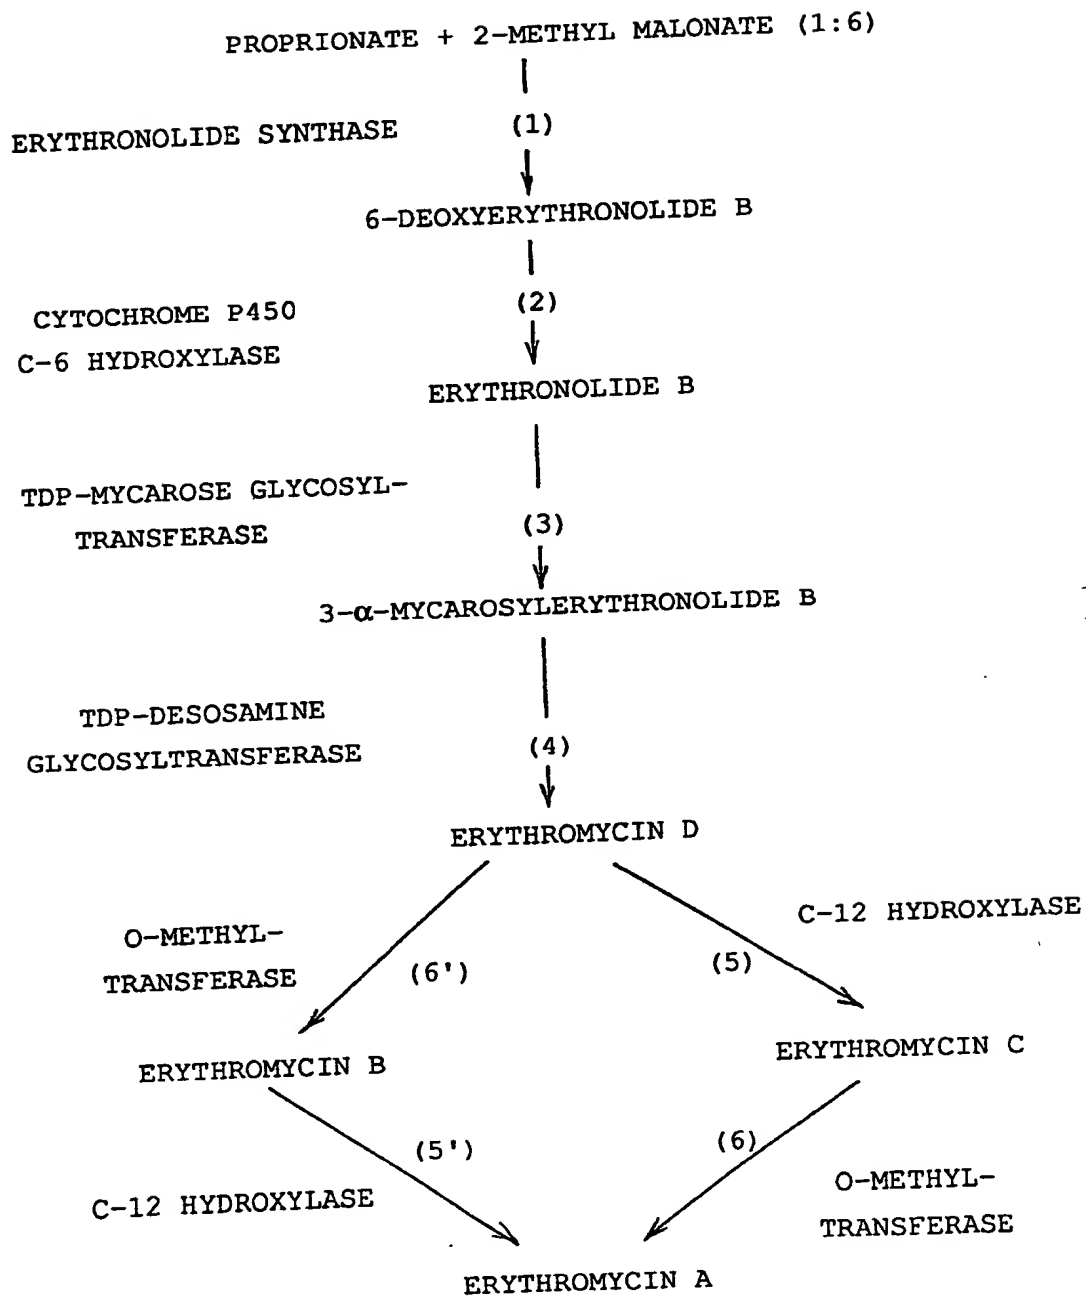 PROPRIONATE + 2-METHYL MALONATE (1:6)
ERYTHRONOLIDE SYNTHASE
(1)
6-DEOXYERYTHRONOLIDE B
CYTOCHROME P450
C-6 HYDROXYLASE
(2)
ERYTHRONOLIDE B
TDP-MYCAROSE GLYCOSYL-
TRANSFERASE
(3)
3-α-MYCAROSYLERYTHRONOLIDE B
TDP-DESOSAMINE
GLYCOSYLTRANSFERASE
(4)
ERYTHROMYCIN D
O-METHYL-
TRANSFERASE
(6')
(5)
C-12 HYDROXYLASE
ERYTHROMYCIN B
ERYTHROMYCIN C
(5')
C-12 HYDROXYLASE
(6)
O-METHYL-
TRANSFERASE
ERYTHROMYCIN A